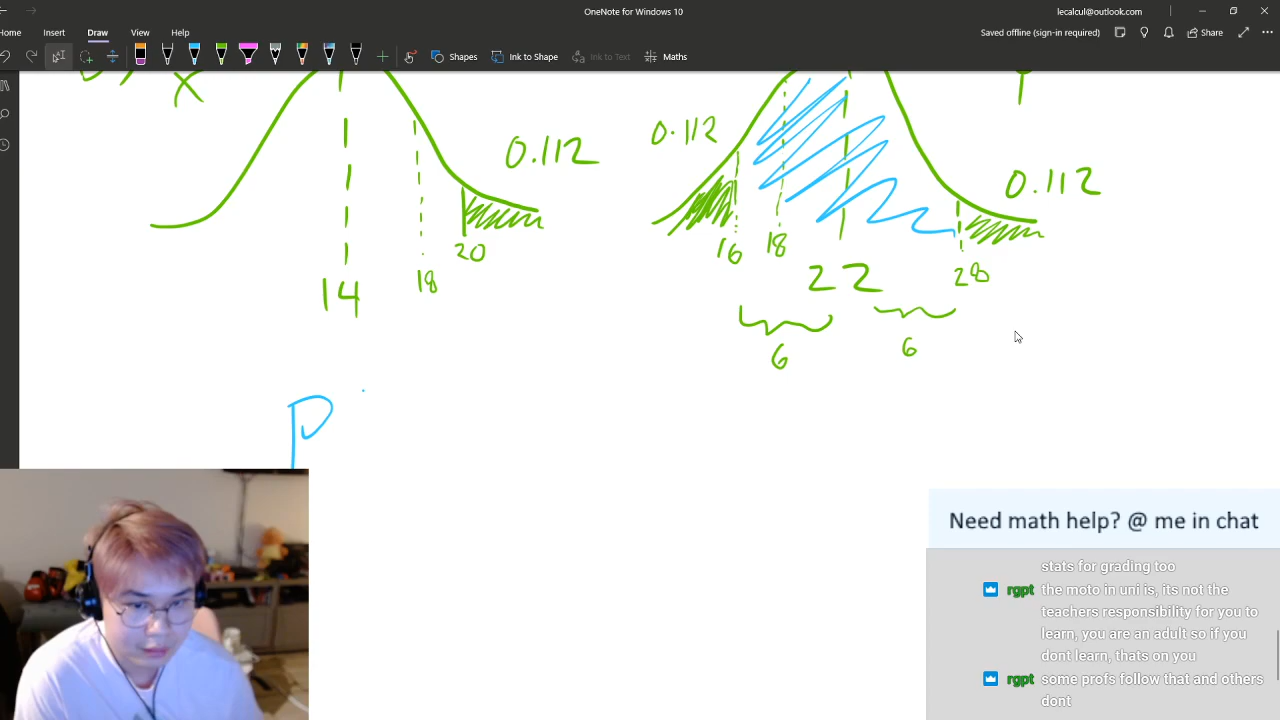 OneNote for Windows 10
lecalcul@outlook.com
Home Insert Draw View Help
Saved offline (sign-in required)
Share
Shapes
Ink to Shape
Ink to Text
Maths
X
0.112
20
18
14
0.112
0.112
16
18
22
28
6
6
P
Need math help? @ me in chat
stats for grading too
rgpt the moto in uni is, its not the
teachers responsibility for you to
learn, you are an adult so if you
dont learn, thats on you
rgpt some profs follow that and others
dont